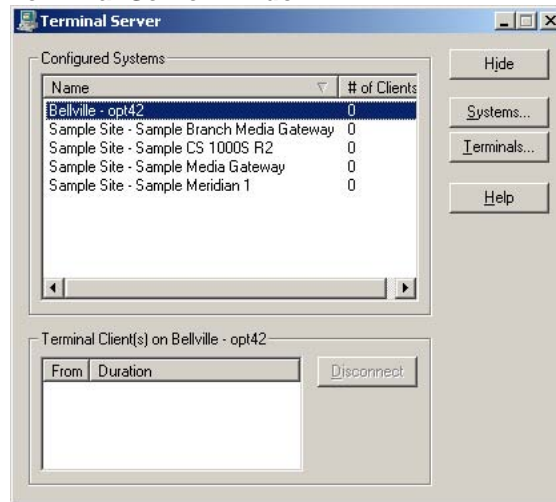 Terminal Server
Configured Systems
Name # of Clients
Bellville - opt42 0
Sample Site - Sample Branch Media Gateway 0
Sample Site - Sample CS 1000S R2 0
Sample Site - Sample Media Gateway 0
Sample Site - Sample Meridian 1 0
Hide
Systems...
Terminals...
Help
Terminal Client(s) on Bellville - opt42
From Duration
Disconnect